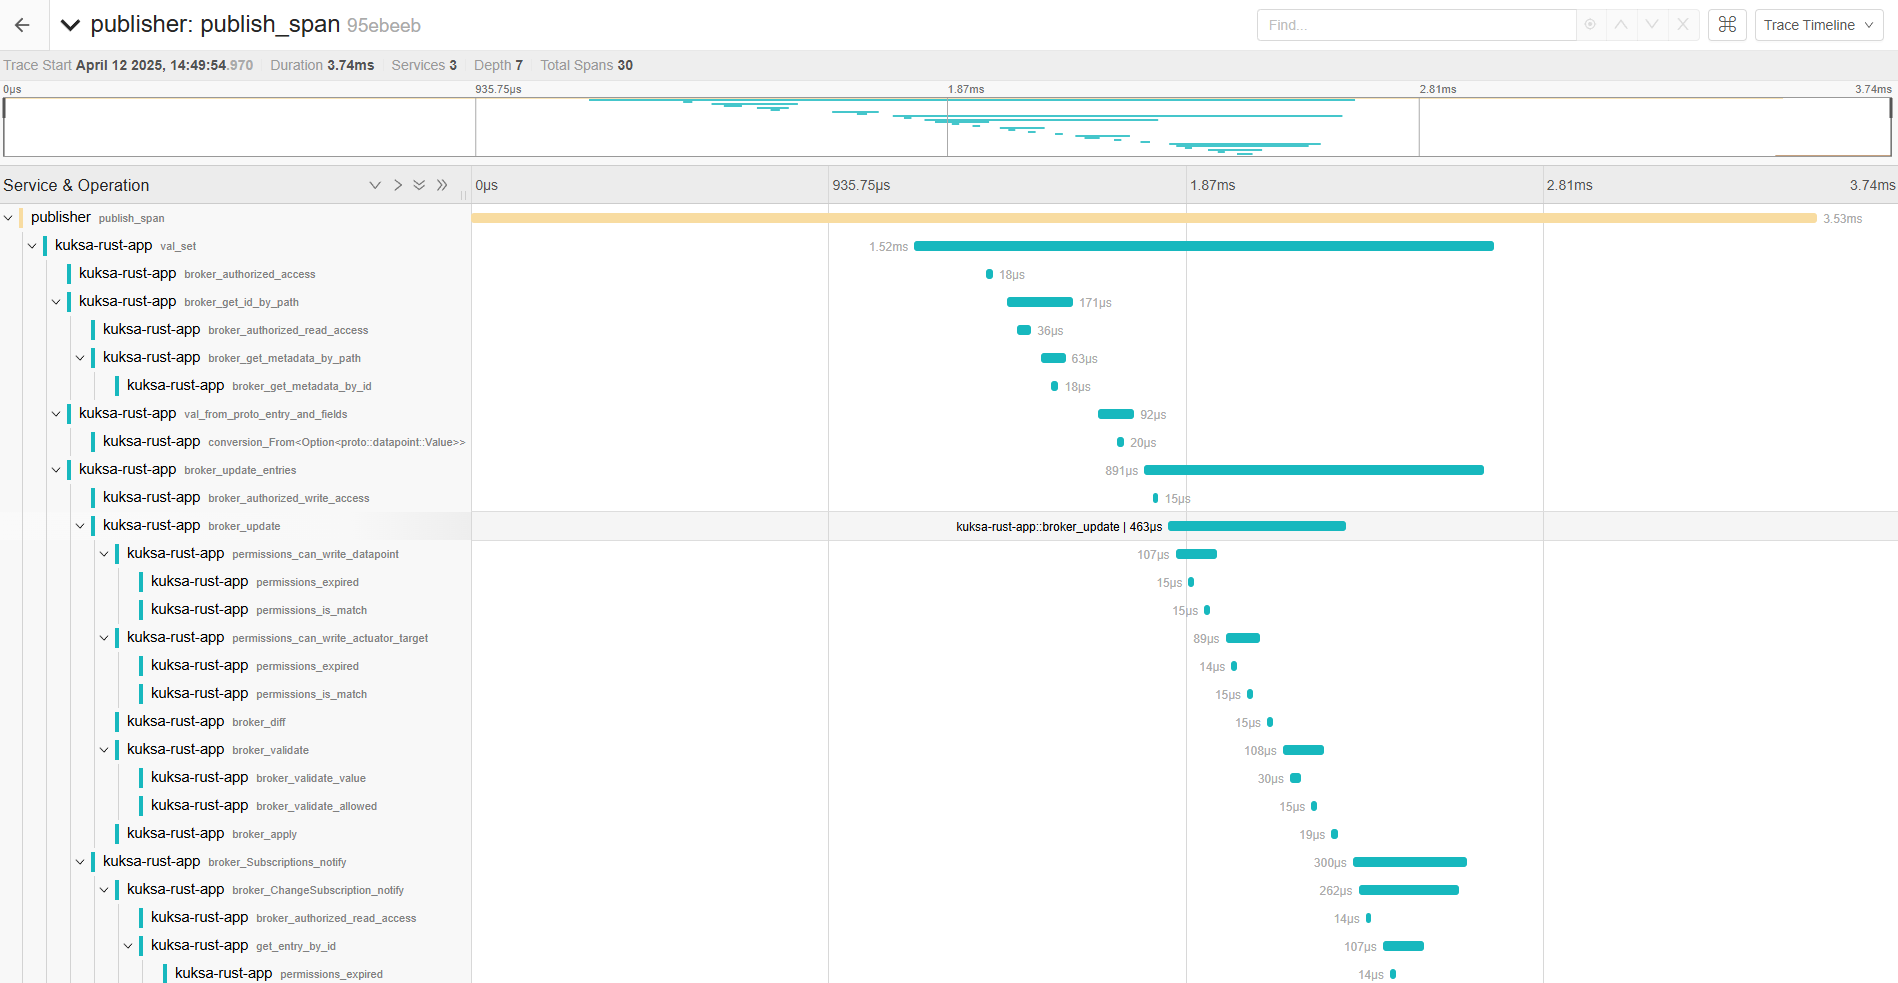 publisher: publish_span 95ebeeb
Find...
Trace Timeline
Trace Start April 12 2025, 14:49:54.970 Duration 3.74ms Services 3 Depth 7 Total Spans 30
0μs 935.75μs 1.87ms 2.81ms 3.74ms
Service & Operation 0μs 935.75μs 1.87ms 2.81ms 3.74ms
publisher publish_span 3.53ms
kuksa-rust-app val_set 1.52ms
kuksa-rust-app broker_authorized_access 18μs
kuksa-rust-app broker_get_id_by_path 171μs
kuksa-rust-app broker_authorized_read_access 36μs
kuksa-rust-app broker_get_metadata_by_path 63μs
kuksa-rust-app broker_get_metadata_by_id 18μs
kuksa-rust-app val_from_proto_entry_and_fields 92μs
kuksa-rust-app conversion_From<Option<proto::datapoint::Value>> 20μs
kuksa-rust-app broker_update_entries 891μs
kuksa-rust-app broker_authorized_write_access 15μs
kuksa-rust-app broker_update kuksa-rust-app::broker_update | 463μs
kuksa-rust-app permissions_can_write_datapoint 107μs
kuksa-rust-app permissions_expired 15μs
kuksa-rust-app permissions_is_match 15μs
kuksa-rust-app permissions_can_write_actuator_target 89μs
kuksa-rust-app permissions_expired 14μs
kuksa-rust-app permissions_is_match 15μs
kuksa-rust-app broker_diff 15μs
kuksa-rust-app broker_validate 108μs
kuksa-rust-app broker_validate_value 30μs
kuksa-rust-app broker_validate_allowed 15μs
kuksa-rust-app broker_apply 19μs
kuksa-rust-app broker_Subscriptions_notify 300μs
kuksa-rust-app broker_ChangeSubscription_notify 262μs
kuksa-rust-app broker_authorized_read_access 14μs
kuksa-rust-app get_entry_by_id 107μs
kuksa-rust-app permissions_expired 14μs